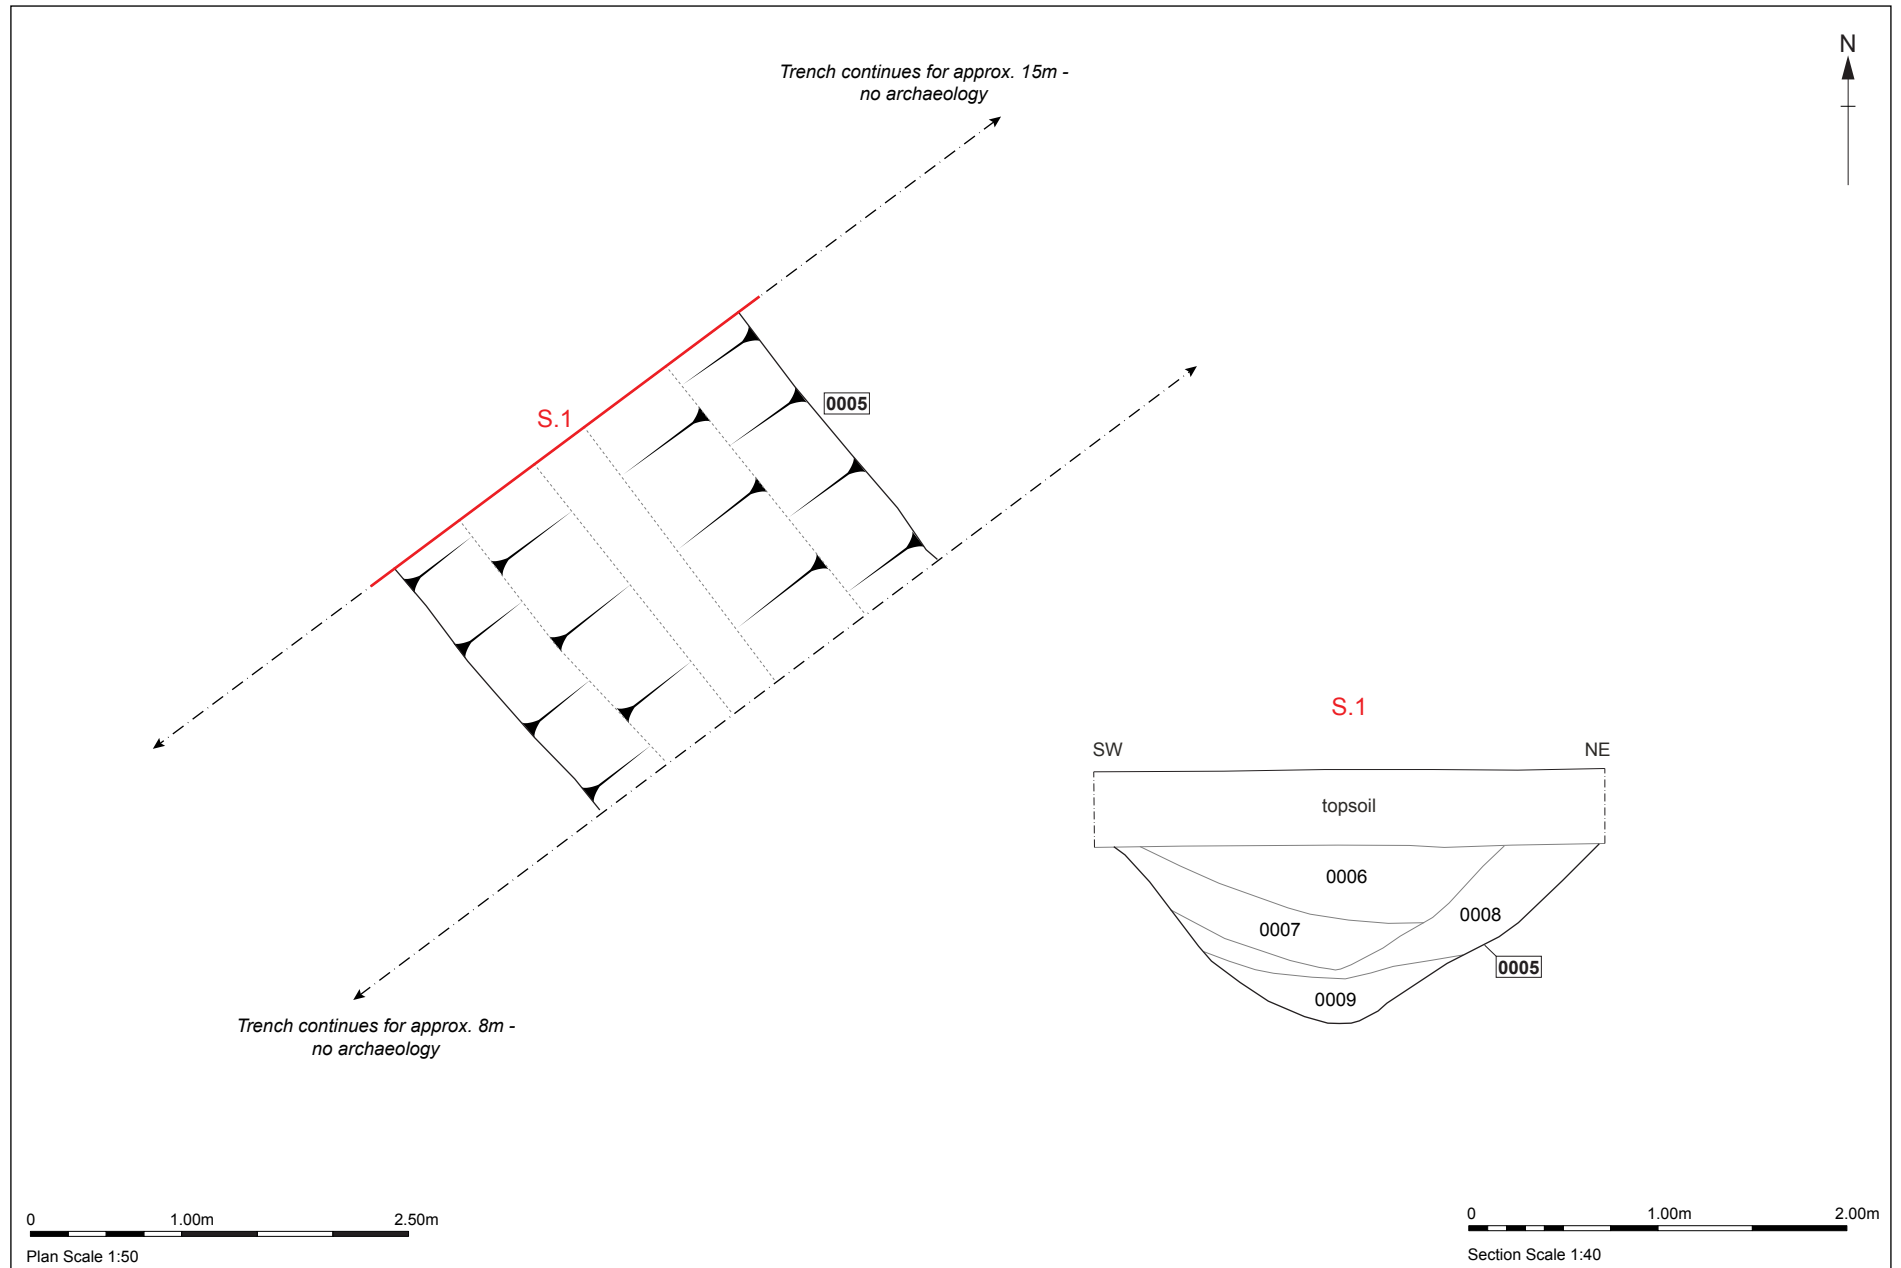 Trench continues for approx. 15m -
no archaeology
N
S.1
0005
S.1
SW NE
topsoil
0006
0007
0008
0005
0009
Trench continues for approx. 8m -
no archaeology
0 1.00m 2.50m
Plan Scale 1:50
0 1.00m 2.00m
Section Scale 1:40